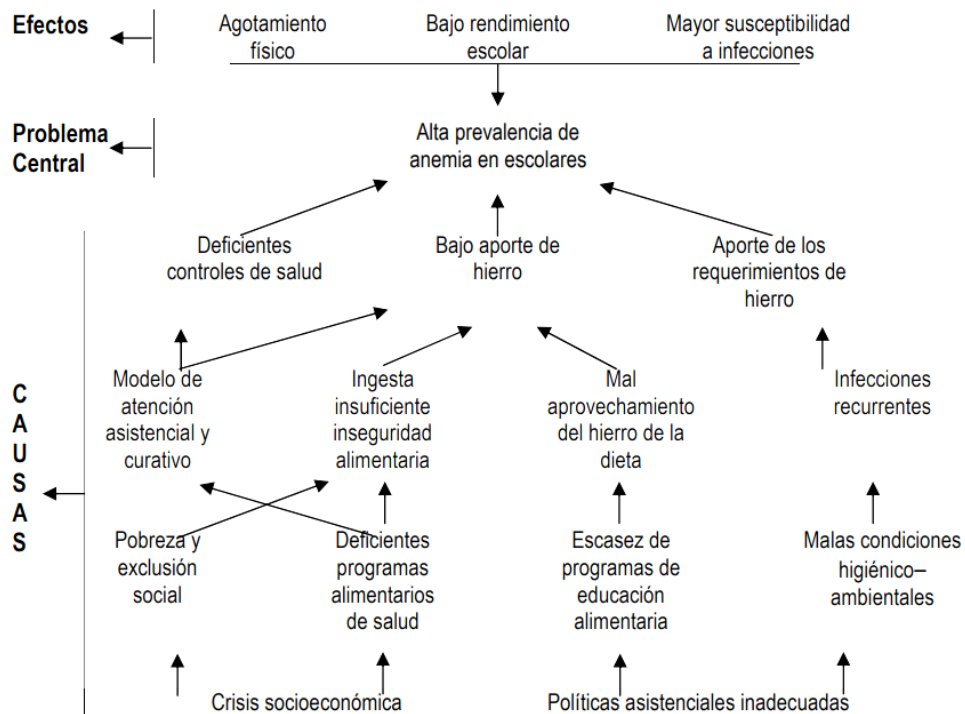 Efectos
Agotamiento
físico
Bajo rendimiento
escolar
Mayor susceptibilidad
a infecciones
Problema
Central
Alta prevalencia de
anemia en escolares
Deficientes
controles de salud
Bajo aporte de
hierro
Aporte de los
requerimientos de
hierro
C
A
U
S
A
S
Modelo de
atención
asistencial y
curativo
Ingesta
insuficiente
inseguridad
alimentaria
Mal
aprovechamiento
del hierro de la
dieta
Infecciones
recurrentes
Pobreza y
exclusión
social
Deficientes
programas
alimentarios
de salud
Escasez de
programas de
educación
alimentaria
Malas condiciones
higiénico–
ambientales
Crisis socioeconómica
Políticas asistenciales inadecuadas